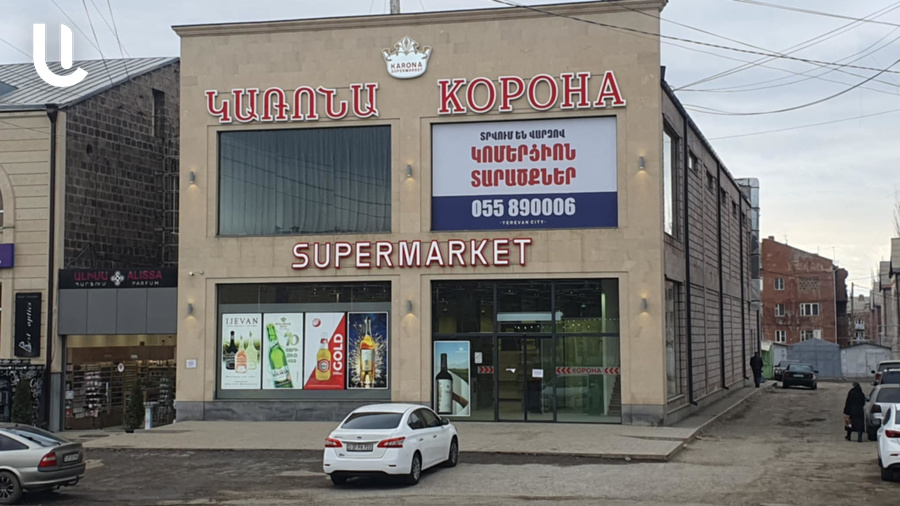 KARONA
SUPERMARKET
ԿԱՌՈՆԱ
КОРОНА
ՏՐՎՈՒՄ ԵՆ ՎԱՐՁՈՎ
ԿՈՄԵՐՑԻՈՆ
ՏԱՐԱԾՔՆԵՐ
055 890006
YEREVAN CITY
SUPERMARKET
ԱԼԻՍԱ ALISSA
PARFUM
IJEVAN
GOLD
КОРОНА